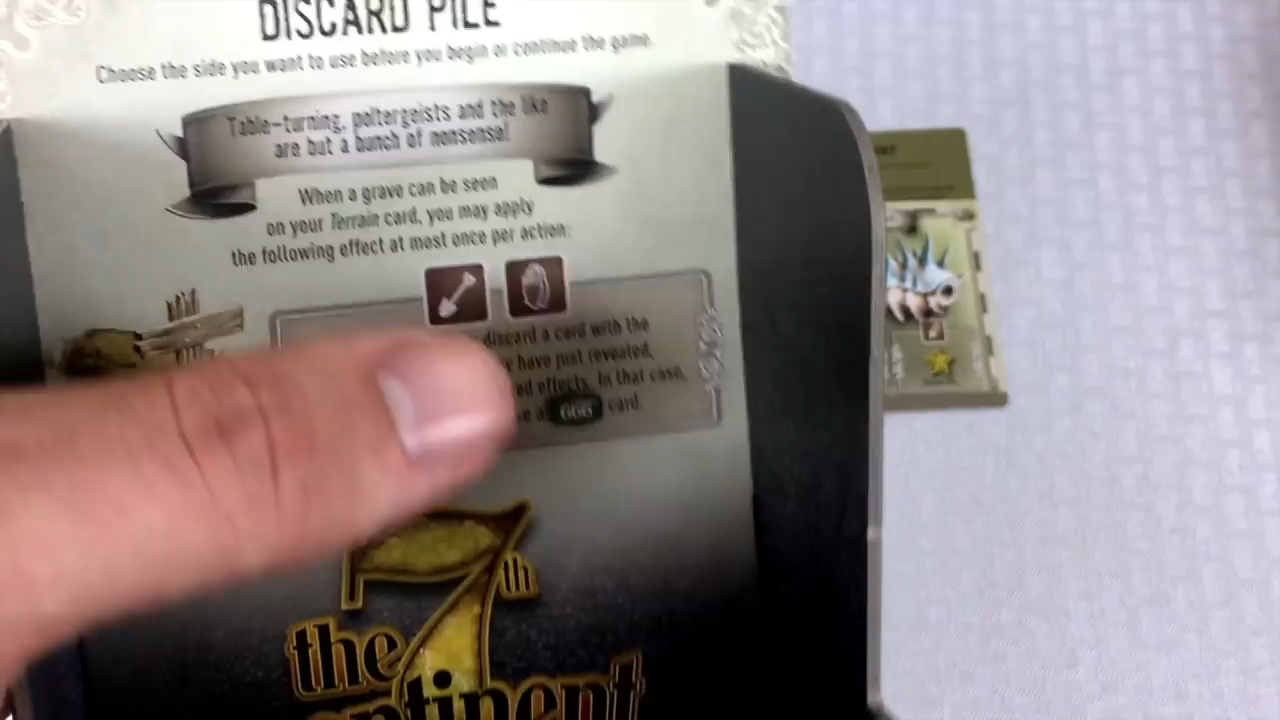 DISCARD PILE
Choose the side you want to use before you begin or continue the game.
Table-turning, poltergeists and the like
are but a bunch of nonsense!
When a grave can be seen
on your Terrain card, you may apply
the following effect at most once per action:
discard a card with the
have just revealed,
effects. In that case,
a 666 card.
the 7th